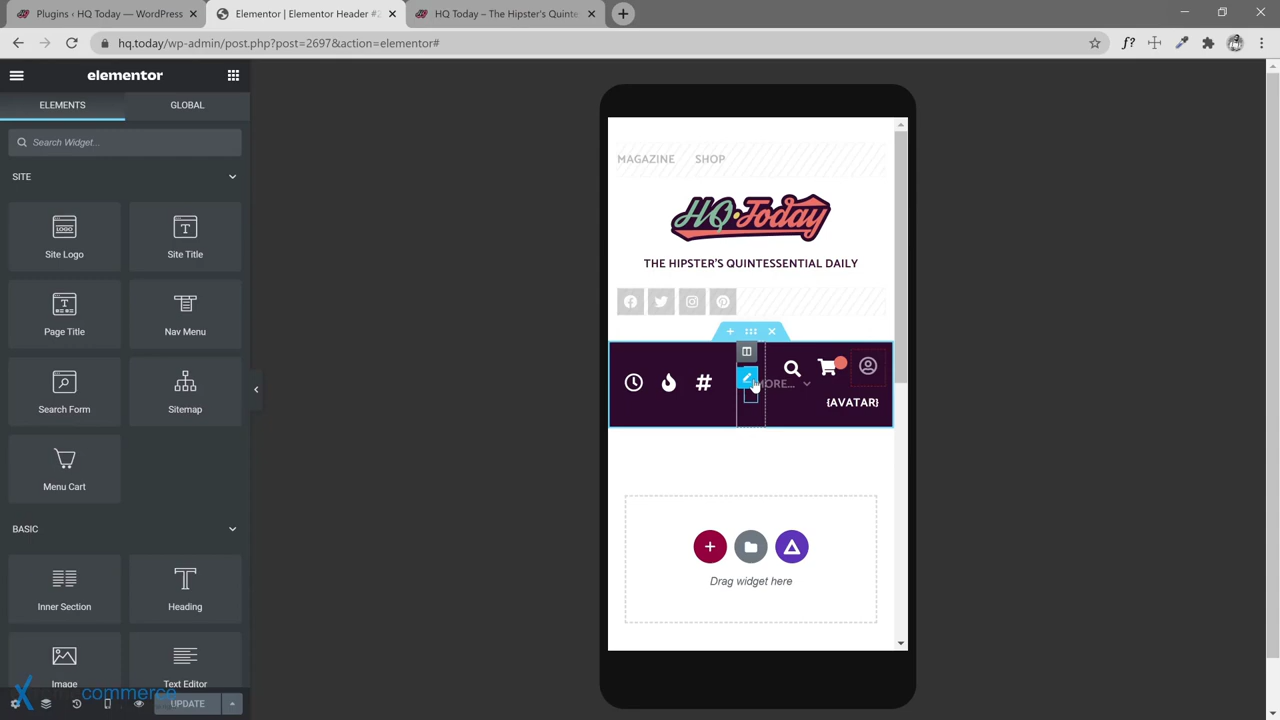 Plugins ‹ HQ Today — WordPress
Elementor | Elementor Header #2
HQ Today – The Hipster's Quinte
hq.today/wp-admin/post.php?post=2697&action=elementor#
f?
elementor
ELEMENTS
GLOBAL
Search Widget...
SITE
Site Logo
Site Title
Page Title
Nav Menu
Search Form
Sitemap
Menu Cart
BASIC
Inner Section
Heading
Image
Text Editor
commerce
UPDATE
MAGAZINE
SHOP
HQ Today
THE HIPSTER'S QUINTESSENTIAL DAILY
MORE...
{AVATAR}
Drag widget here